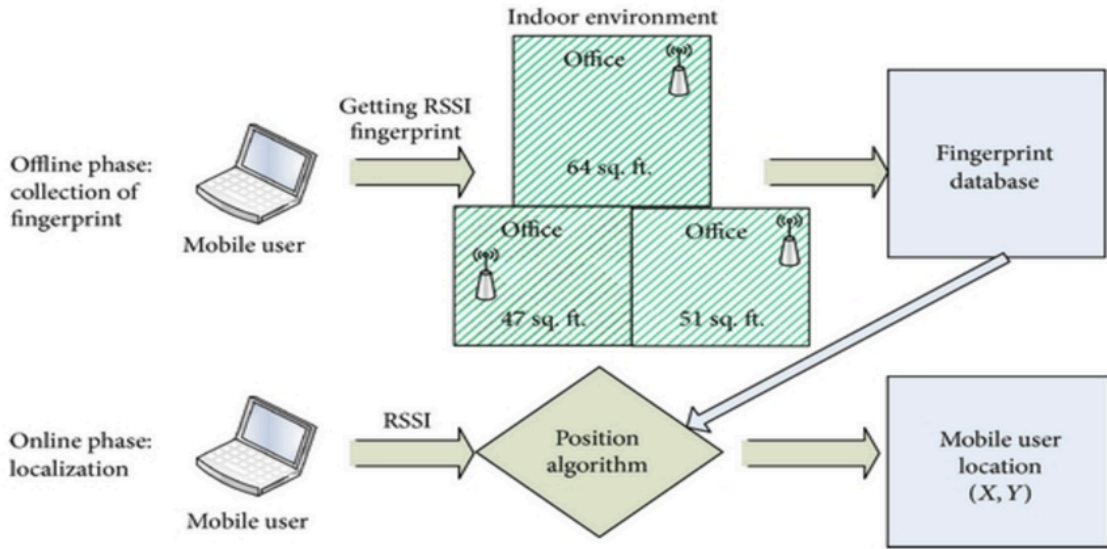 Indoor environment
Office
Getting RSSI
fingerprint
Offline phase:
collection of
fingerprint
Mobile user
64 sq. ft.
Office
47 sq. ft.
Office
51 sq. ft.
Fingerprint
database
Online phase:
localization
Mobile user
RSSI
Position
algorithm
Mobile user
location
(X, Y)